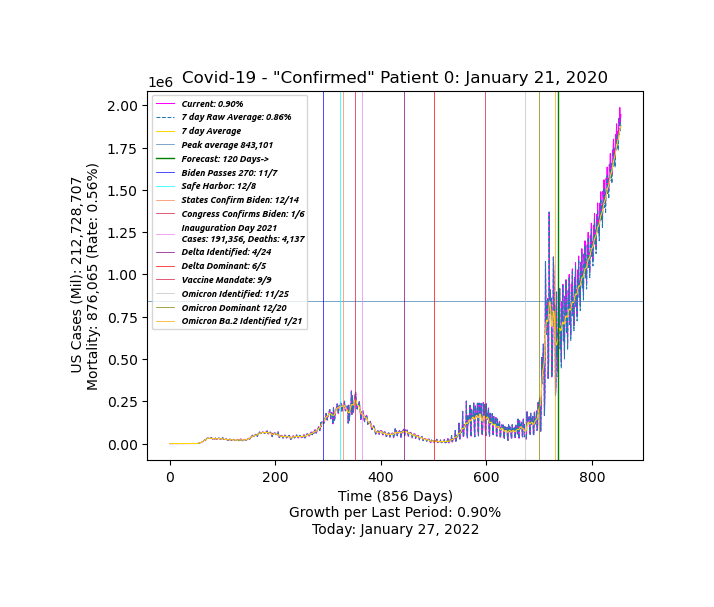 Covid-19 - "Confirmed" Patient 0: January 21, 2020
1e6
2.00
1.75
1.50
1.25
1.00
0.75
0.50
0.25
0.00
US Cases (Mil): 212,728,707
Mortality: 876,065 (Rate: 0.56%)
Current: 0.90%
7 day Raw Average: 0.86%
7 day Average
Peak average 843,101
Forecast: 120 Days->
Biden Passes 270: 11/7
Safe Harbor: 12/8
States Confirm Biden: 12/14
Congress Confirms Biden: 1/6
Inauguration Day 2021
Cases: 191,356, Deaths: 4,137
Delta Identified: 4/24
Delta Dominant: 6/5
Vaccine Mandate: 9/9
Omicron Identified: 11/25
Omicron Dominant 12/20
Omicron Ba.2 Identified 1/21
0 200 400 600 800
Time (856 Days)
Growth per Last Period: 0.90%
Today: January 27, 2022